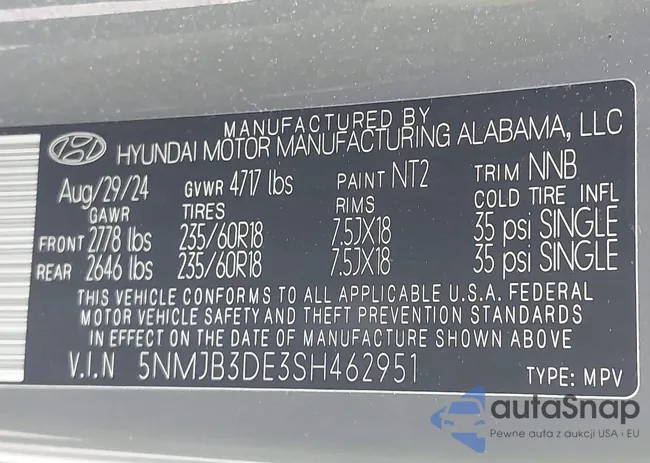 MANUFACTURED BY
HYUNDAI MOTOR MANUFACTURING ALABAMA, LLC
Aug/29/24 GVWR 4717 lbs PAINT NT2 TRIM NNB
GAWR TIRES RIMS COLD TIRE INFL
FRONT 2778 lbs 235/60R18 7.5JX18 35 psi SINGLE
REAR 2646 lbs 235/60R18 7.5JX18 35 psi SINGLE
THIS VEHICLE CONFORMS TO ALL APPLICABLE U.S.A. FEDERAL
MOTOR VEHICLE SAFETY AND THEFT PREVENTION STANDARDS
IN EFFECT ON THE DATE OF MANUFACTURE SHOWN ABOVE
V.I.N 5NMJB3DE3SH462951 TYPE: MPV
autaSnap
Pewne auta z aukcji USA i EU